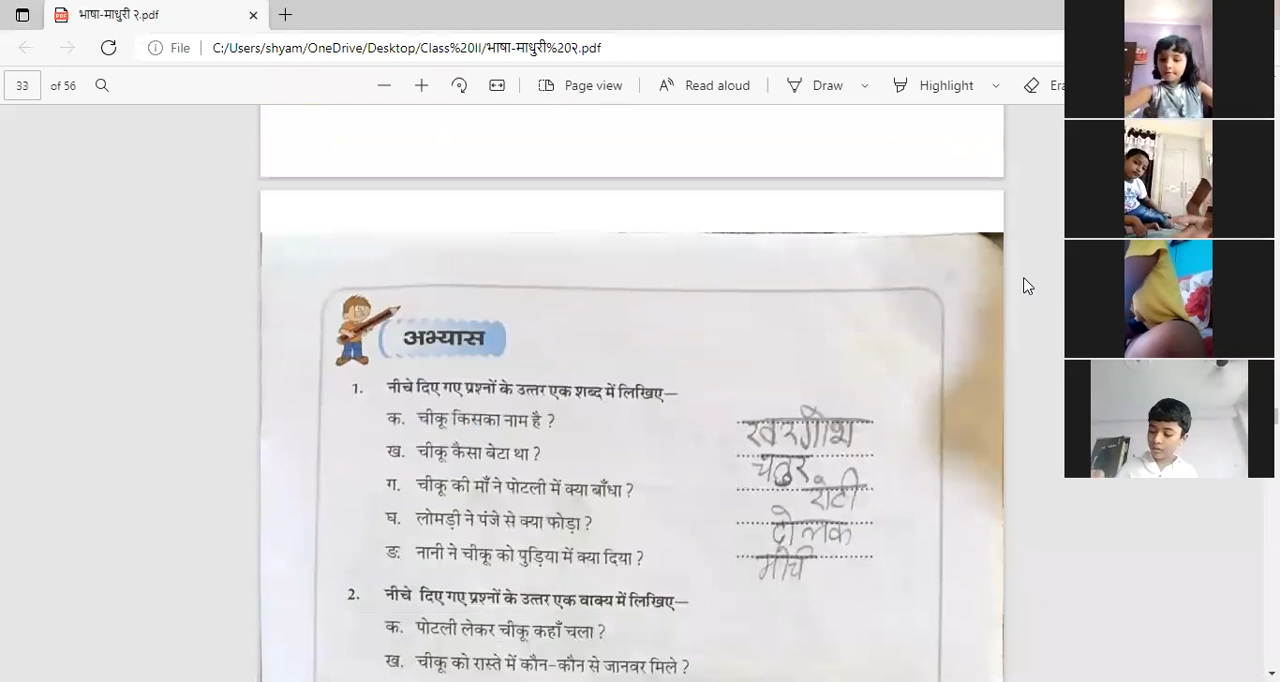 भाषा-माधुरी २.pdf
File
C:/Users/shyam/OneDrive/Desktop/Class%20II/भाषा-माधुरी%20२.pdf
33 of 56
Page view
Read aloud
Draw
Highlight
Era
अभ्यास
1. नीचे दिए गए प्रश्नों के उत्तर एक शब्द में लिखिए—
क. चीकू किसका नाम है ? खरगोश
ख. चीकू कैसा बेटा था ? चतुर
ग. चीकू की माँ ने पोटली में क्या बाँधा ? रोटी
घ. लोमड़ी ने पंजे से क्या फोड़ा ? ढोलक
ङ. नानी ने चीकू को पुड़िया में क्या दिया ? मीर्च
2. नीचे दिए गए प्रश्नों के उत्तर एक वाक्य में लिखिए—
क. पोटली लेकर चीकू कहाँ चला ?
ख. चीकू को रास्ते में कौन-कौन से जानवर मिले ?